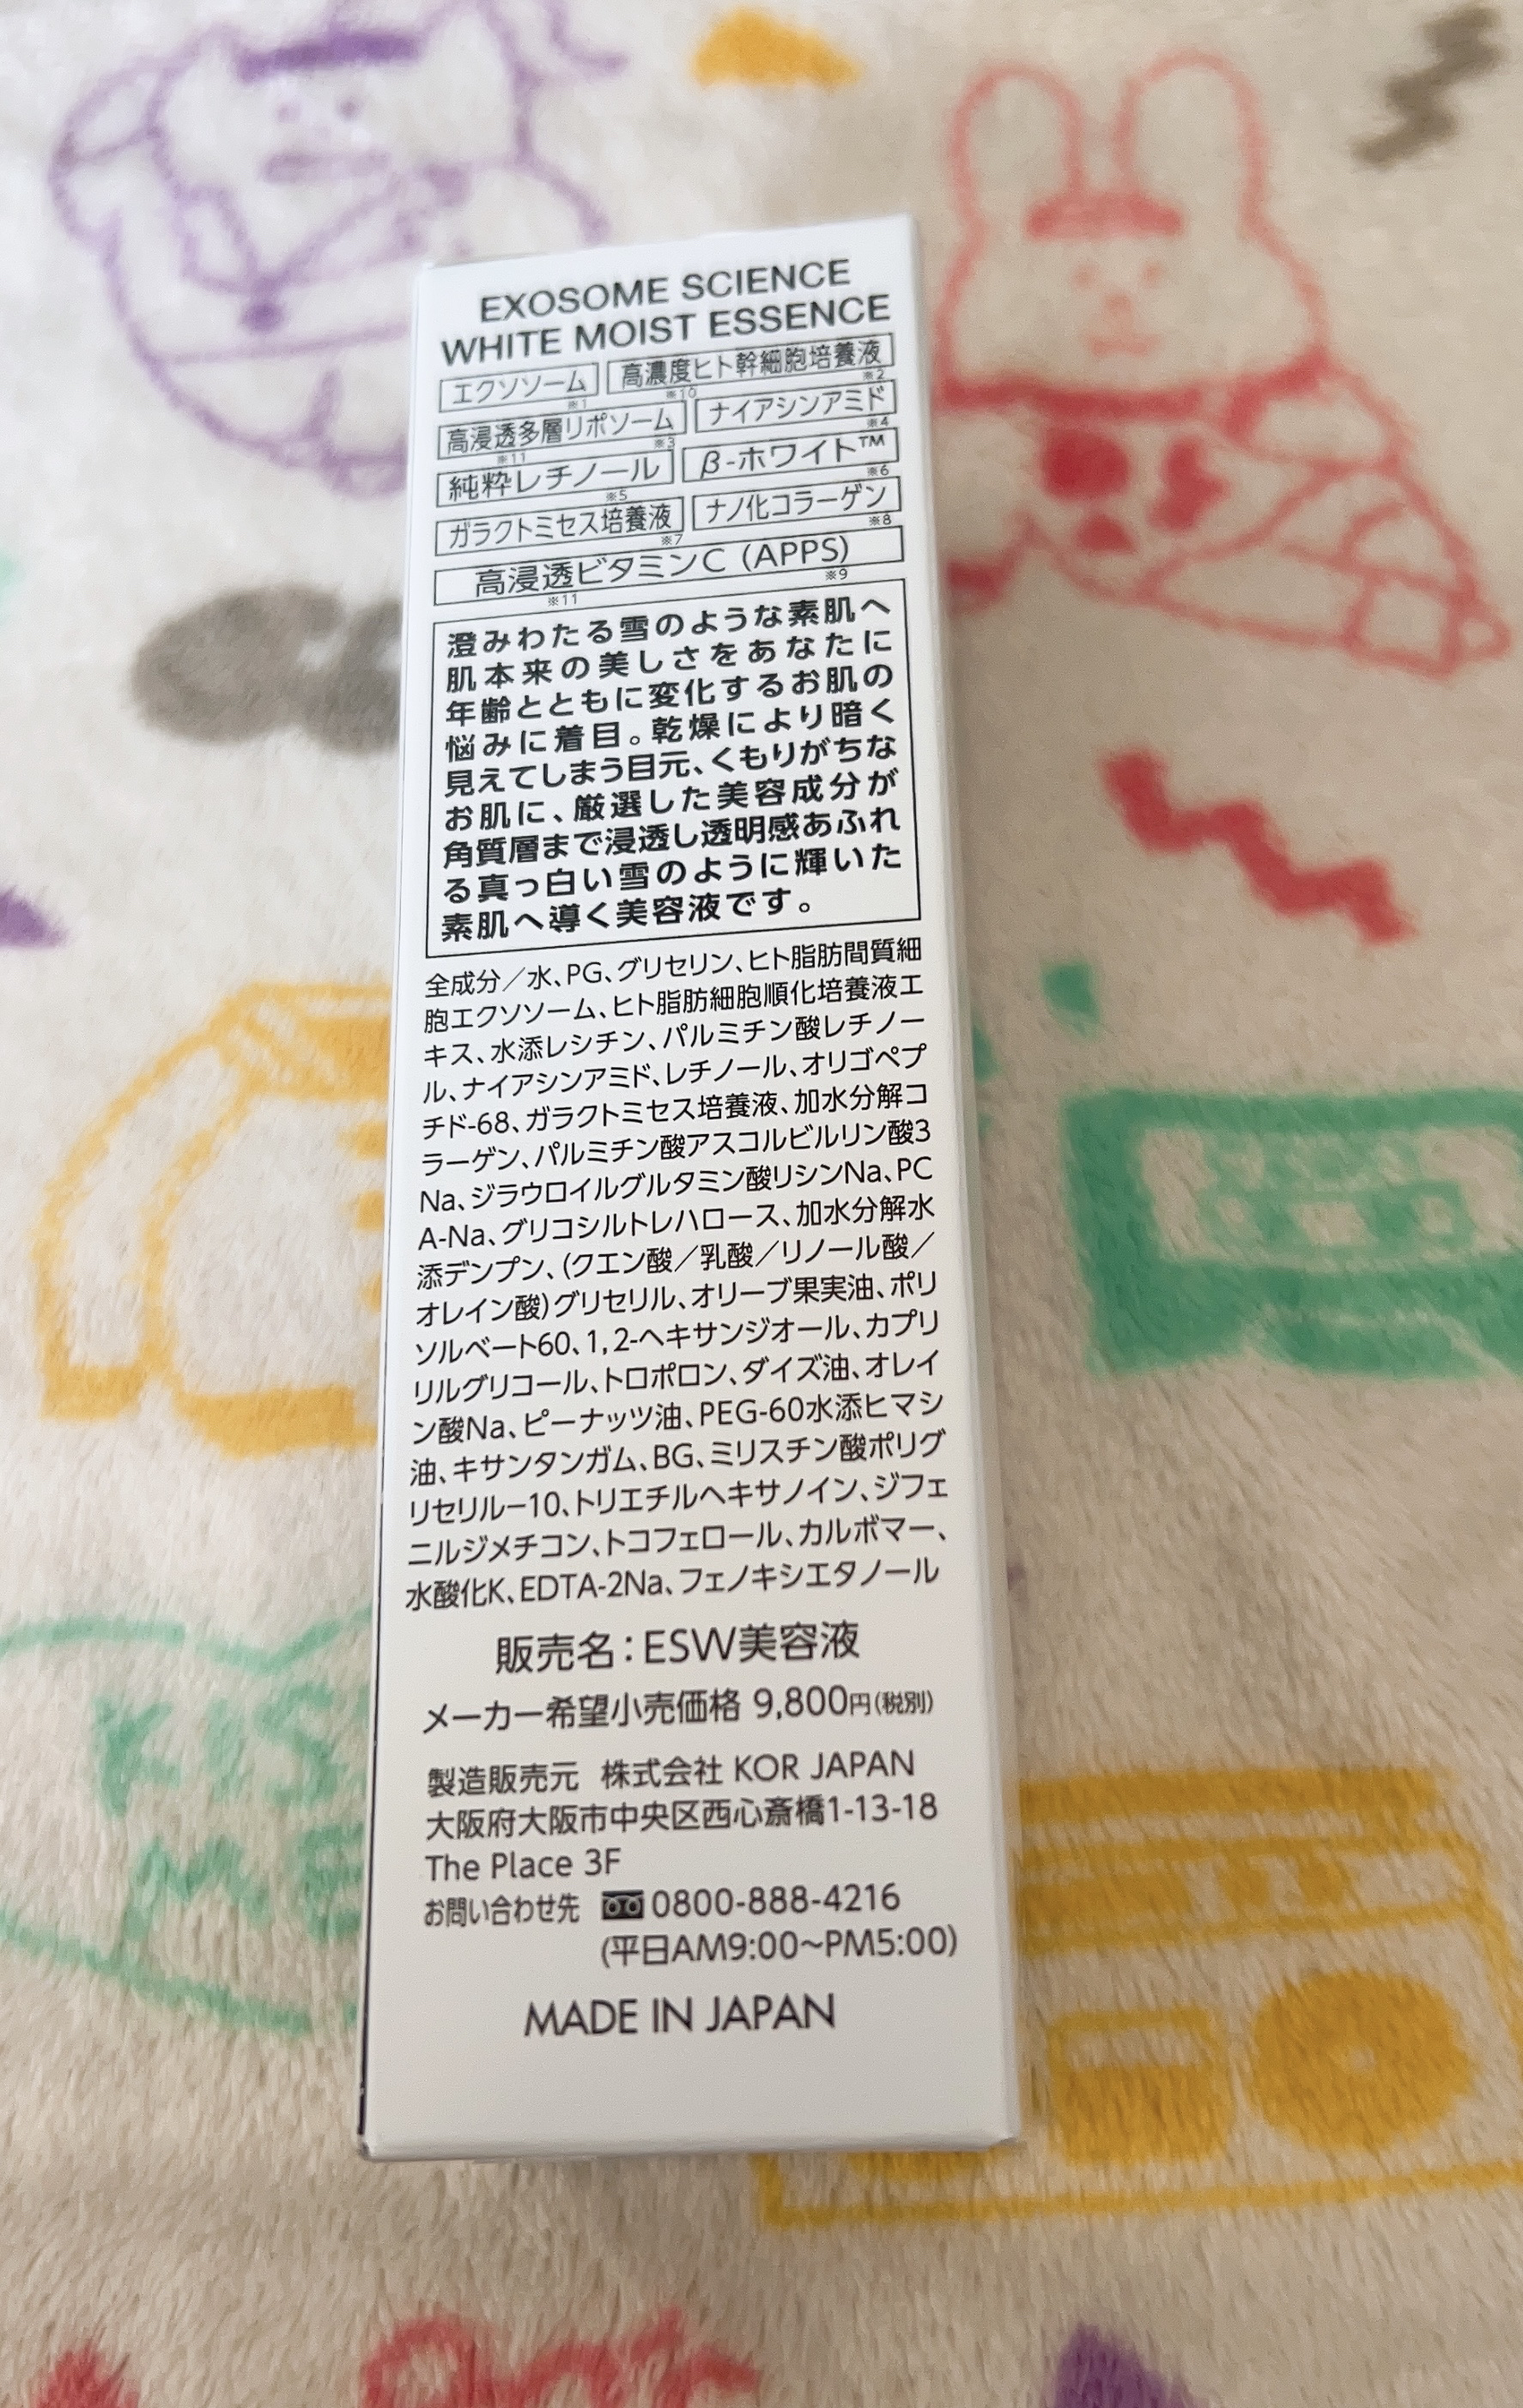 EXOSOME SCIENCE
WHITE MOIST ESSENCE
エクソソーム※1 高濃度ヒト幹細胞培養液※10 ※2
高浸透多層リポソーム※11 ※3 ナイアシンアミド※4
純粋レチノール※5 β-ホワイト™※6
ガラクトミセス培養液※7 ナノ化コラーゲン※8
高浸透ビタミンC (APPS)※11 ※9
澄みわたる雪のような素肌へ
肌本来の美しさをあなたに
年齢とともに変化するお肌の
悩みに着目。乾燥により暗く
見えてしまう目元、くもりがちな
お肌に、厳選した美容成分が
角質層まで浸透し透明感あふれ
る真っ白い雪のように輝いた
素肌へ導く美容液です。
全成分／水、PG、グリセリン、ヒト脂肪間質細
胞エクソソーム、ヒト脂肪細胞順化培養液エ
キス、水添レシチン、パルミチン酸レチノー
ル、ナイアシンアミド、レチノール、オリゴペプ
チド-68、ガラクトミセス培養液、加水分解コ
ラーゲン、パルミチン酸アスコルビルリン酸3
Na、ジラウロイルグルタミン酸リシンNa、PC
A-Na、グリコシルトレハロース、加水分解水
添デンプン、(クエン酸／乳酸／リノール酸／
オレイン酸)グリセリル、オリーブ果実油、ポリ
ソルベート60、1,2-ヘキサンジオール、カプリ
リルグリコール、トロポロン、ダイズ油、オレイ
ン酸Na、ピーナッツ油、PEG-60水添ヒマシ
油、キサンタンガム、BG、ミリスチン酸ポリグ
リセリルー10、トリエチルヘキサノイン、ジフェ
ニルジメチコン、トコフェロール、カルボマー、
水酸化K、EDTA-2Na、フェノキシエタノール
販売名：ESW美容液
メーカー希望小売価格 9,800円(税別)
製造販売元 株式会社 KOR JAPAN
大阪府大阪市中央区西心斎橋1-13-18
The Place 3F
お問い合わせ先 0800-888-4216
(平日AM9:00~PM5:00)
MADE IN JAPAN